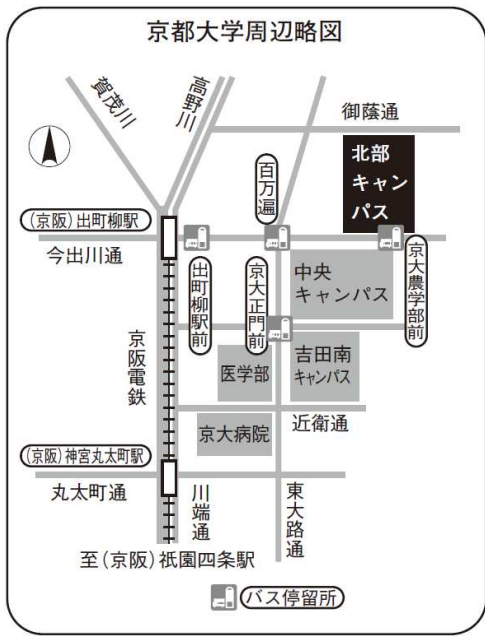 京都大学周辺略図
賀茂川
高野川
御蔭通
百万遍
北部
キャン
パス
(京阪)出町柳駅
今出川通
出町柳駅前
京大正門前
中央
キャンパス
京大農学部前
京阪電鉄
医学部
吉田南
キャンパス
京大病院
近衛通
(京阪)神宮丸太町駅
丸太町通
川端通
東大路通
至(京阪)祇園四条駅
バス停留所